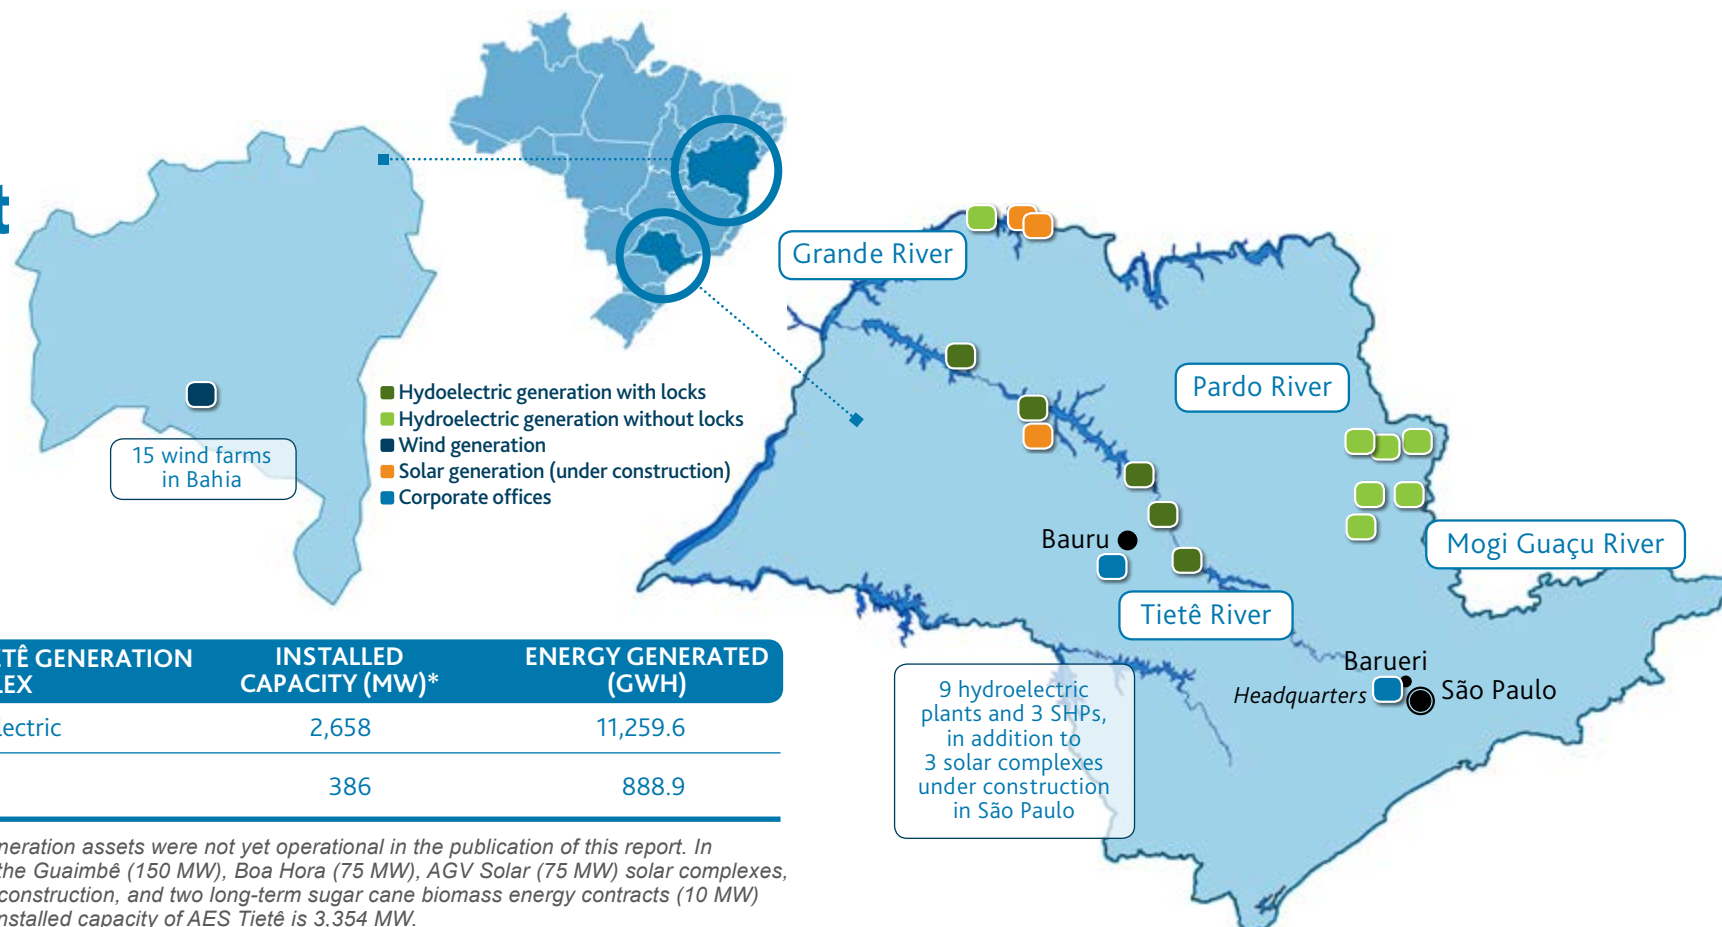 t
Grande River
Pardo River
Hydoelectric generation with locks
Hydroelectric generation without locks
Wind generation
Solar generation (under construction)
Corporate offices
15 wind farms
in Bahia
Mogi Guaçu River
Bauru
Tietê River
Barueri
Headquarters
São Paulo
9 hydroelectric
plants and 3 SHPs,
in addition to
3 solar complexes
under construction
in São Paulo
TÊ GENERATION
LEX
INSTALLED
CAPACITY (MW)*
ENERGY GENERATED
(GWH)
lectric 2,658 11,259.6
386 888.9
neration assets were not yet operational in the publication of this report. In
the Guaimbê (150 MW), Boa Hora (75 MW), AGV Solar (75 MW) solar complexes,
construction, and two long-term sugar cane biomass energy contracts (10 MW)
nstalled capacity of AES Tietê is 3,354 MW.